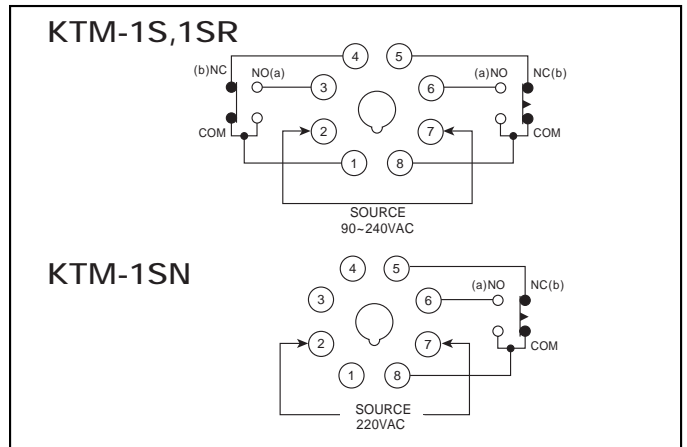 KTM-1S,1SR
4 5
(b)NC NO(a) (a)NO NC(b)
3 6
2 7
COM COM
1 8
SOURCE
90~240VAC
KTM-1SN
4 5
(a)NO NC(b)
3 6
2 7
COM
1 8
SOURCE
220VAC